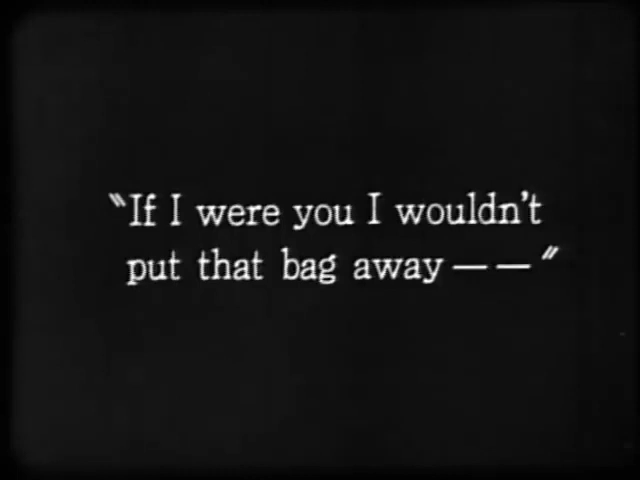 "If I were you I wouldn't
put that bag away — — "